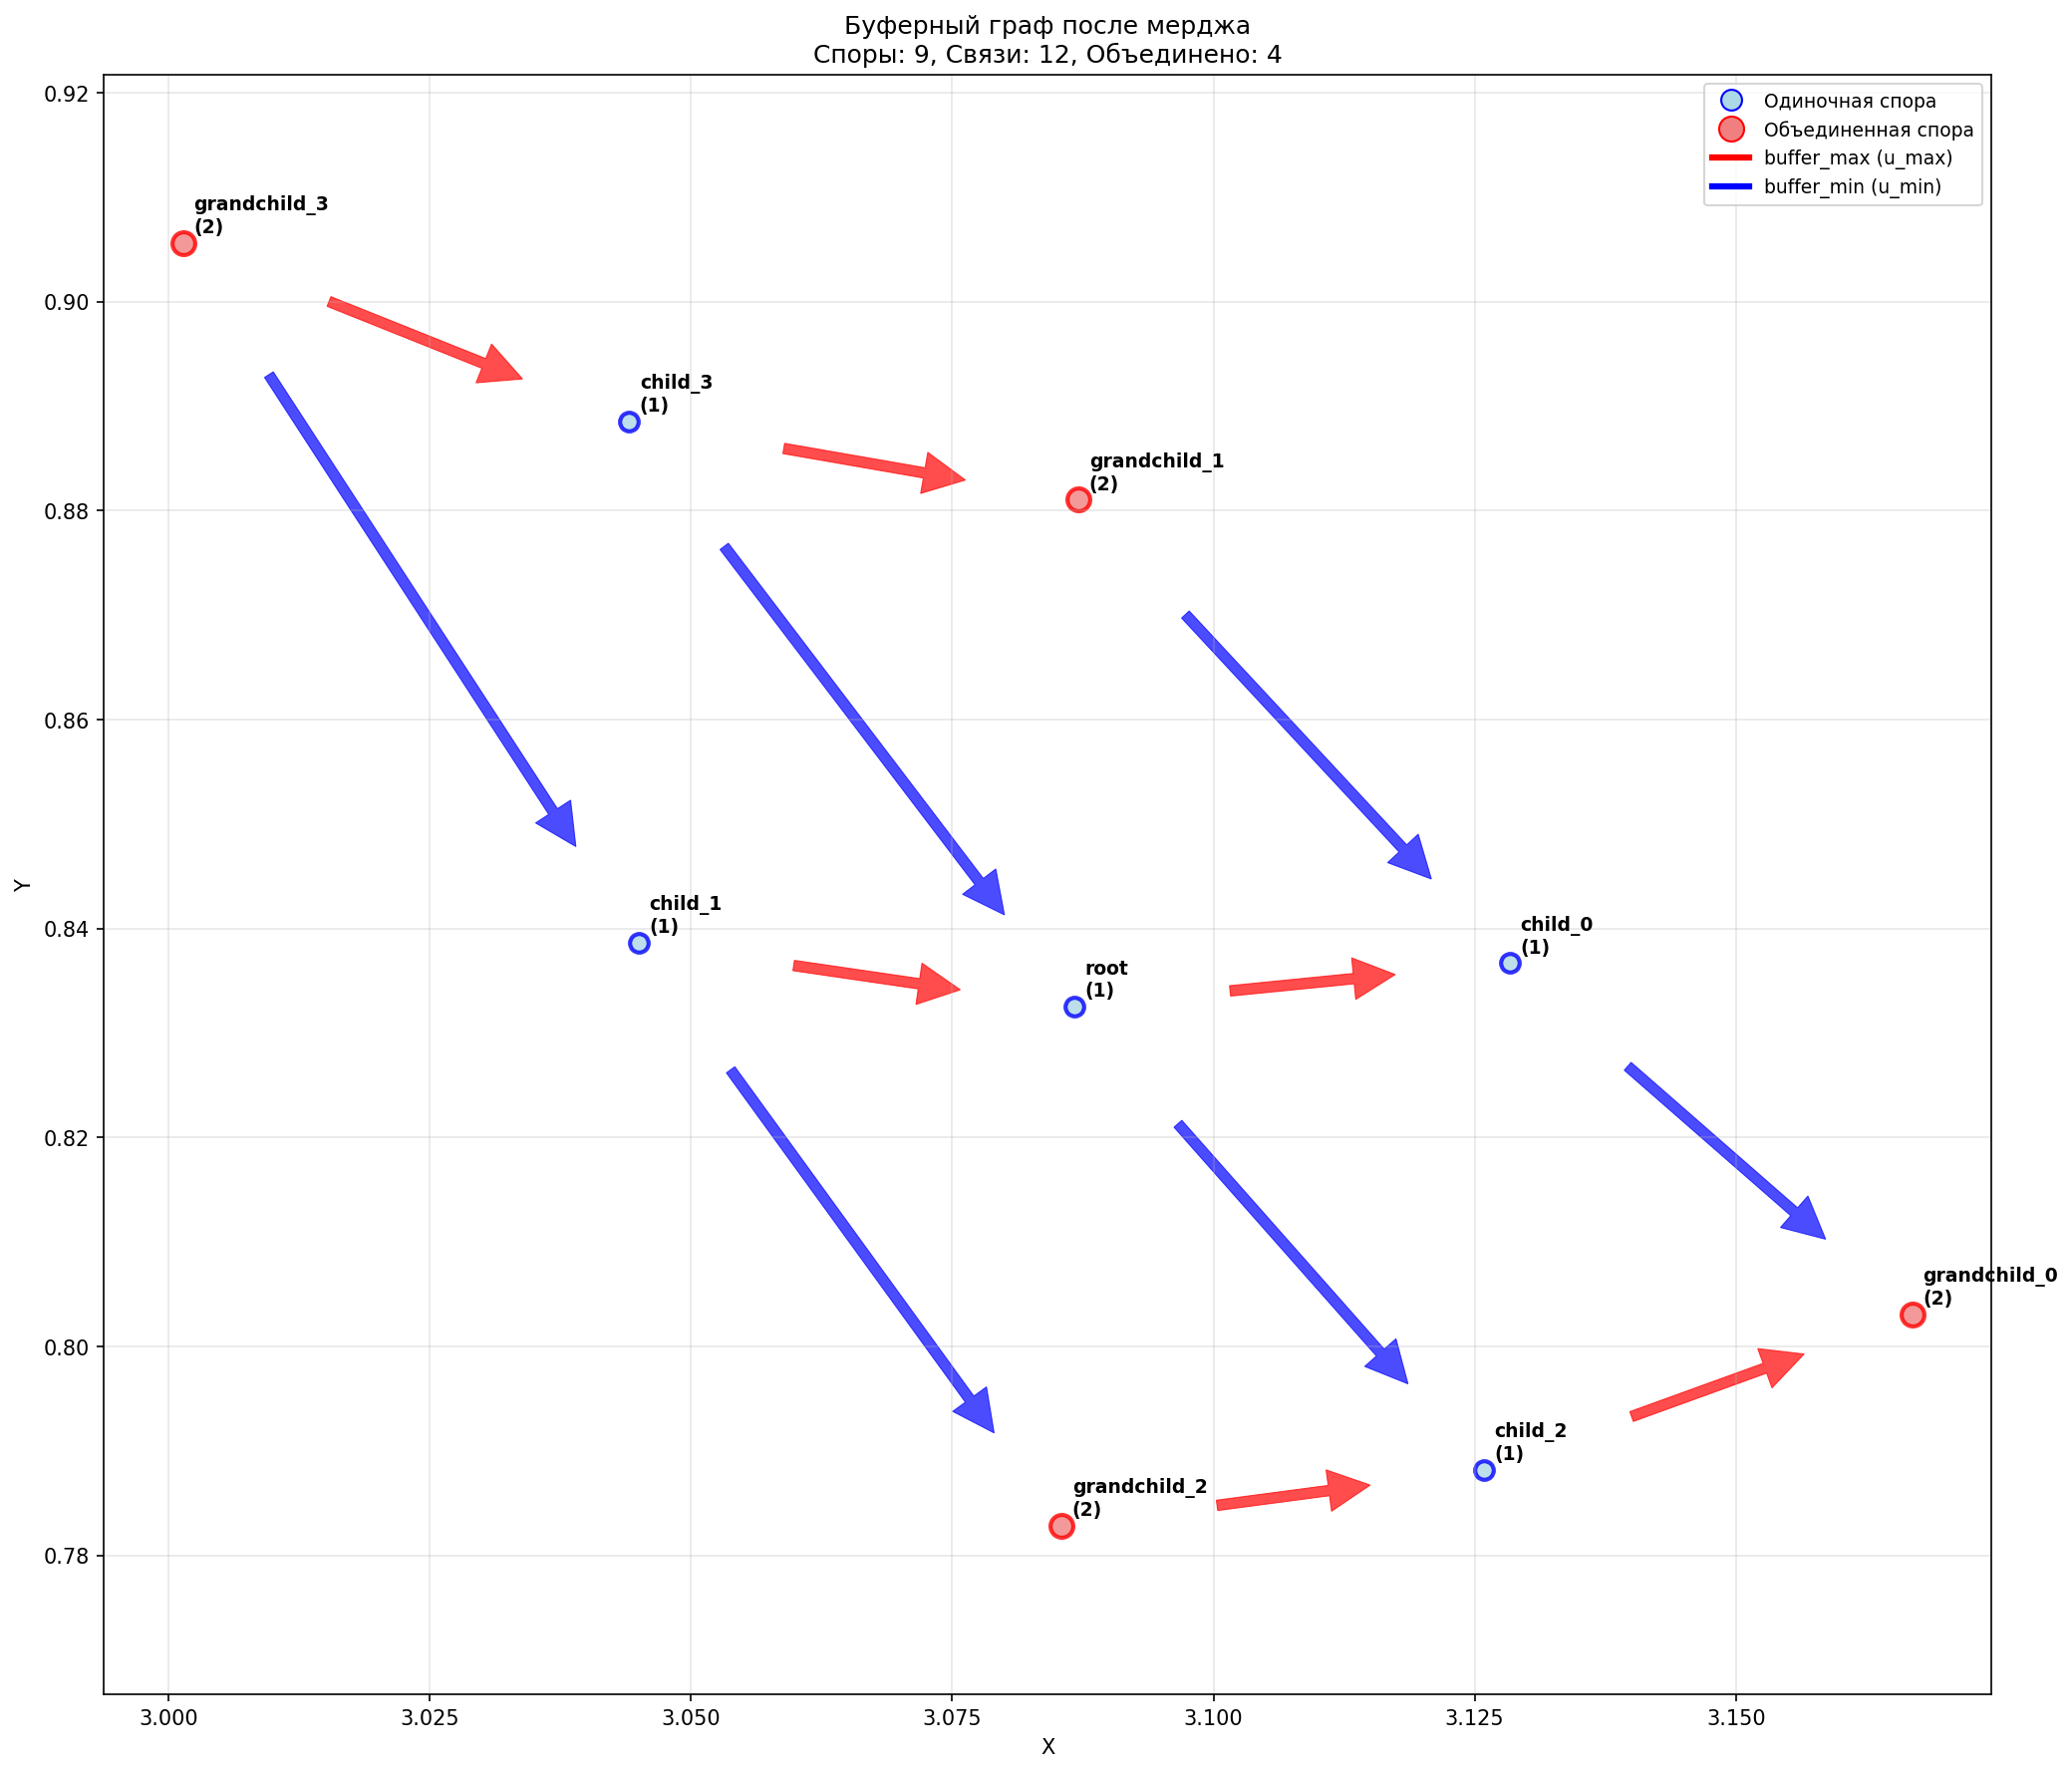 Буферный граф после мерджа
Споры: 9, Связи: 12, Объединено: 4
Одиночная спора
Объединенная спора
buffer_max (u_max)
buffer_min (u_min)
0.92
0.90
0.88
0.86
0.84
0.82
0.80
0.78
Y
grandchild_3
(2)
child_3
(1)
grandchild_1
(2)
child_1
(1)
child_0
(1)
root
(1)
grandchild_0
(2)
child_2
(1)
grandchild_2
(2)
3.000
3.025
3.050
3.075
3.100
3.125
3.150
X